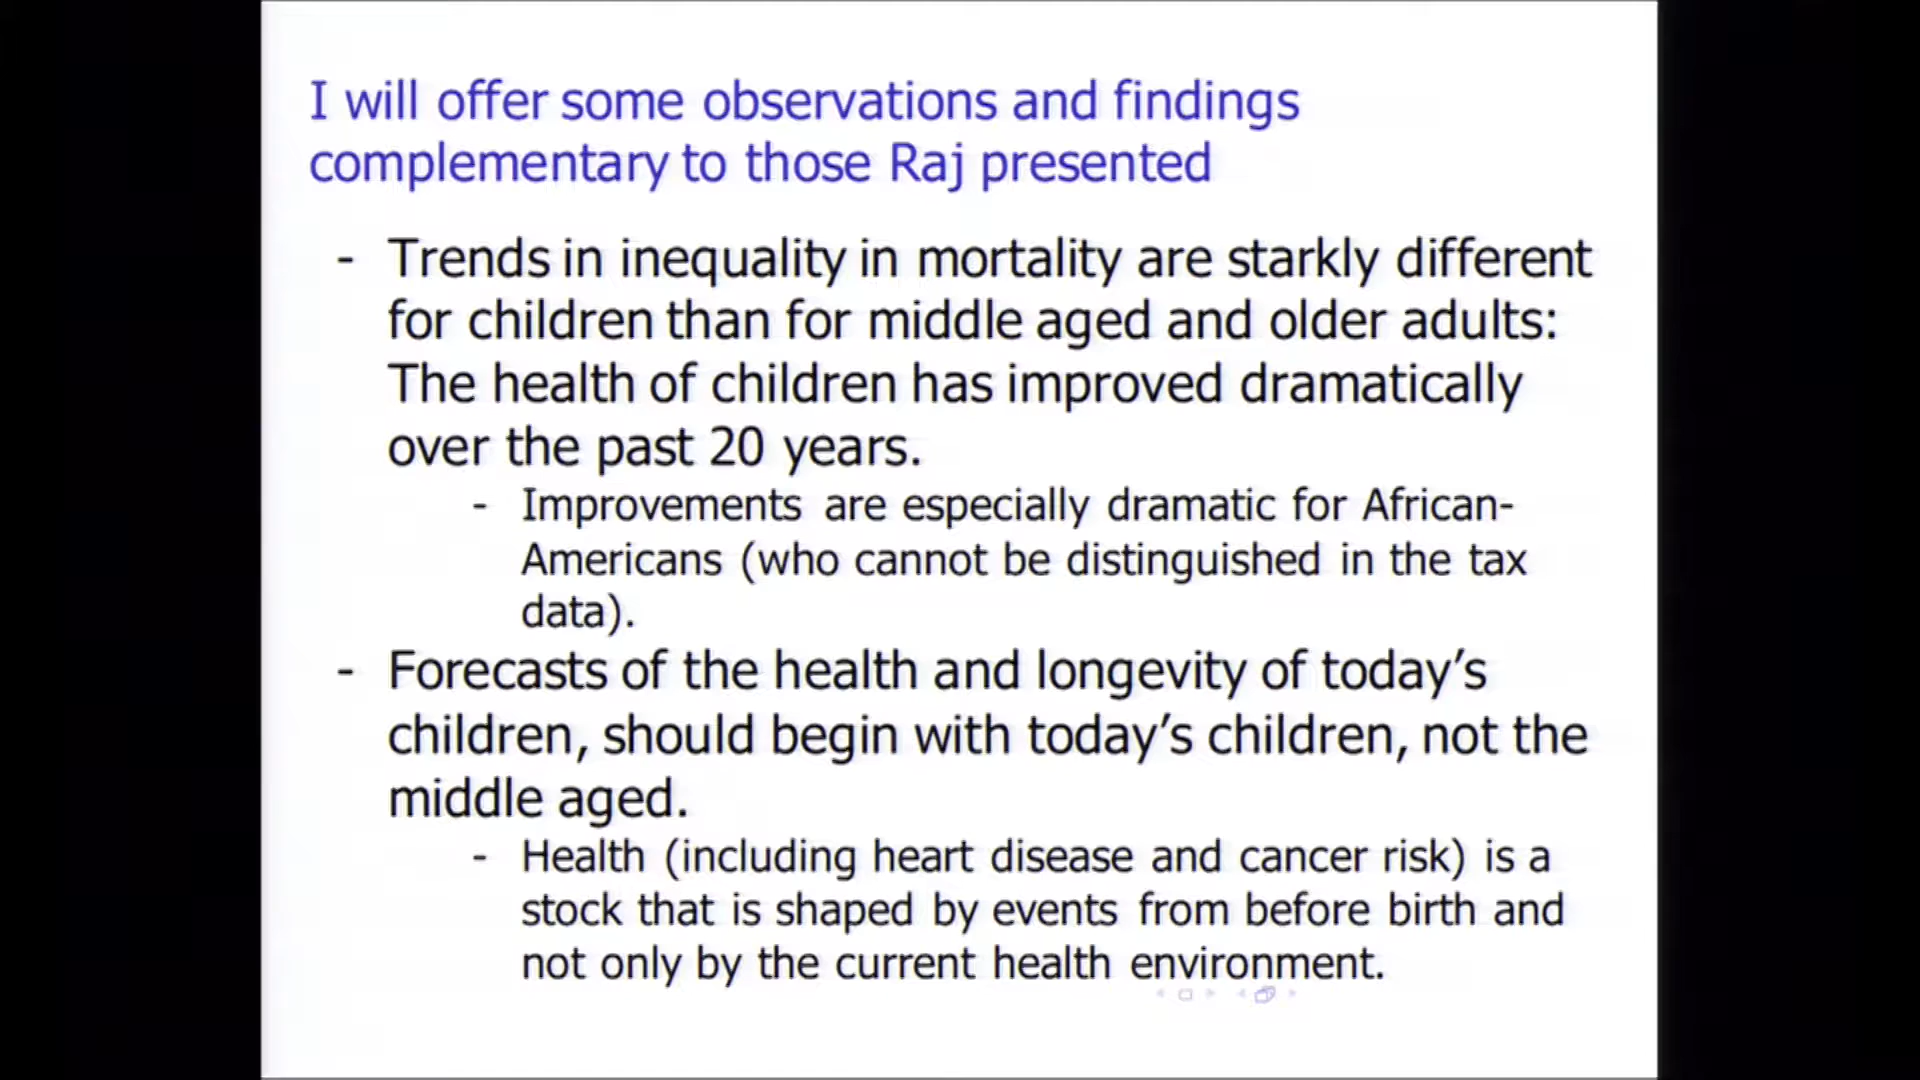 I will offer some observations and findings
complementary to those Raj presented
- Trends in inequality in mortality are starkly different
for children than for middle aged and older adults:
The health of children has improved dramatically
over the past 20 years.
- Improvements are especially dramatic for African-
Americans (who cannot be distinguished in the tax
data).
- Forecasts of the health and longevity of today’s
children, should begin with today’s children, not the
middle aged.
- Health (including heart disease and cancer risk) is a
stock that is shaped by events from before birth and
not only by the current health environment.